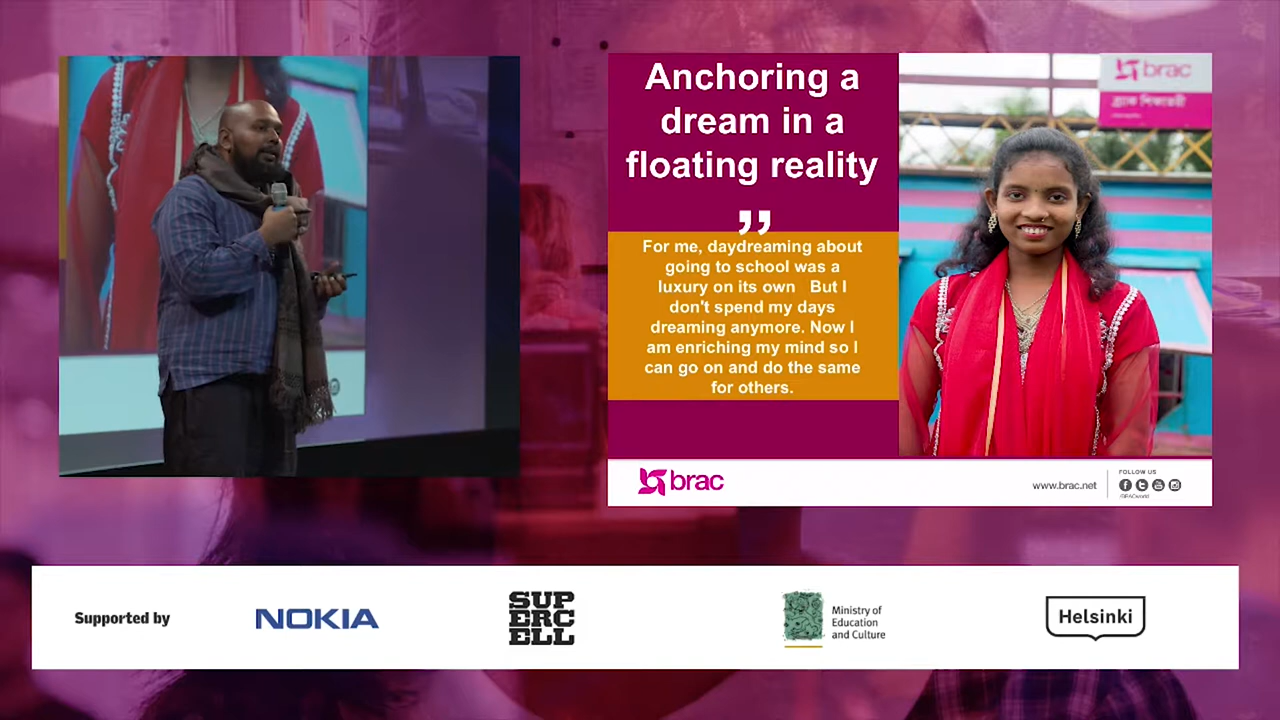 Anchoring a
dream in a
floating reality
”
For me, daydreaming about
going to school was a
luxury on its own   But I
don't spend my days
dreaming anymore. Now I
am enriching my mind so I
can go on and do the same
for others.
brac
brac
www.brac.net
FOLLOW US
/BRACworld
Supported by
NOKIA
SUP
ERC
ELL
Ministry of
Education
and Culture
Helsinki